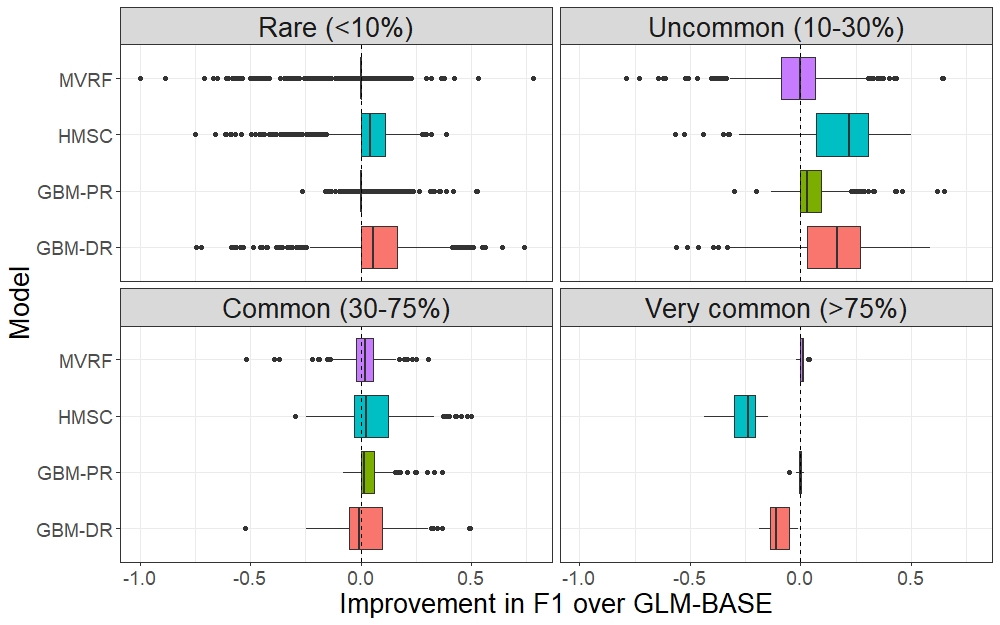 Rare (<10%)
Uncommon (10-30%)
MVRF
HMSC
GBM-PR
GBM-DR
Common (30-75%)
Very common (>75%)
MVRF
HMSC
GBM-PR
GBM-DR
Model
-1.0 -0.5 0.0 0.5
-1.0 -0.5 0.0 0.5
Improvement in F1 over GLM-BASE